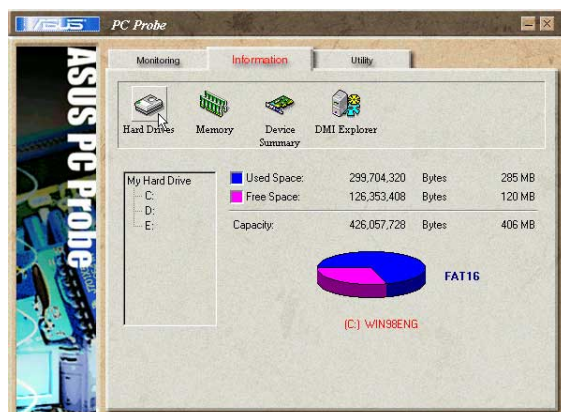 ASUS PC Probe
Monitoring Information Utility
Hard Drives Memory Device Summary DMI Explorer
ASUS PC Probe
My Hard Drive
C:
D:
E:
Used Space: 299,704,320 Bytes 285 MB
Free Space: 126,353,408 Bytes 120 MB
Capacity: 426,057,728 Bytes 406 MB
FAT16
(C:) WIN98ENG